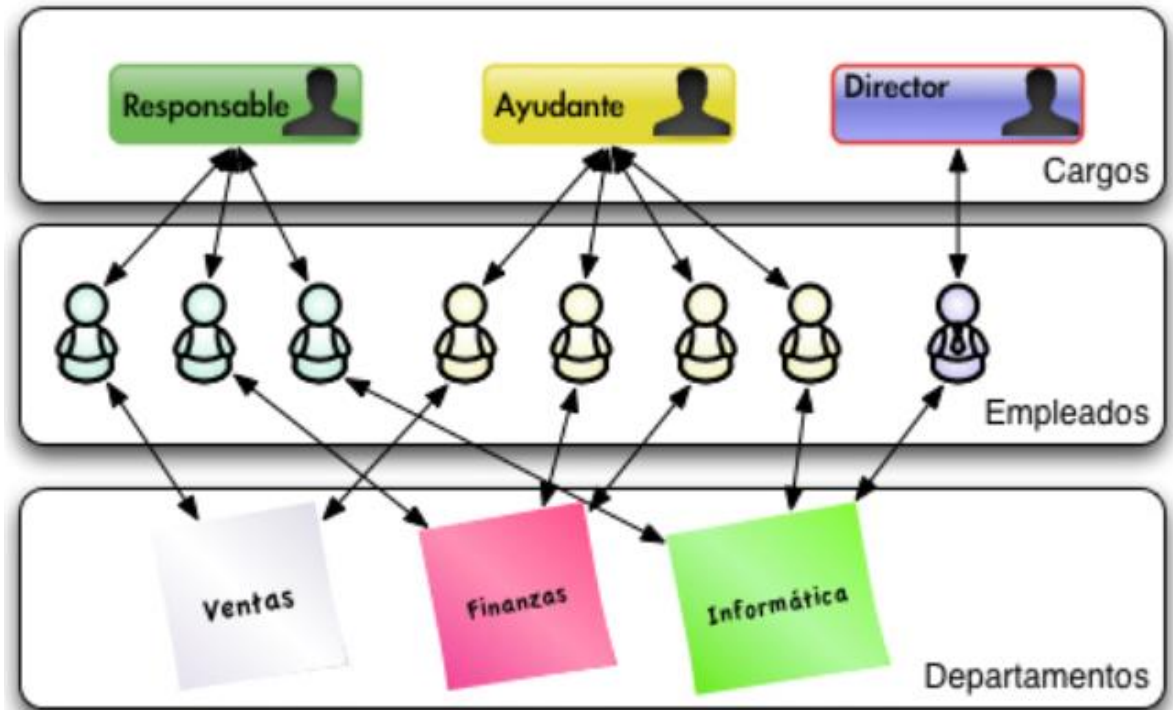 Responsable
Ayudante
Director
Cargos
Empleados
Ventas
Finanzas
Informática
Departamentos